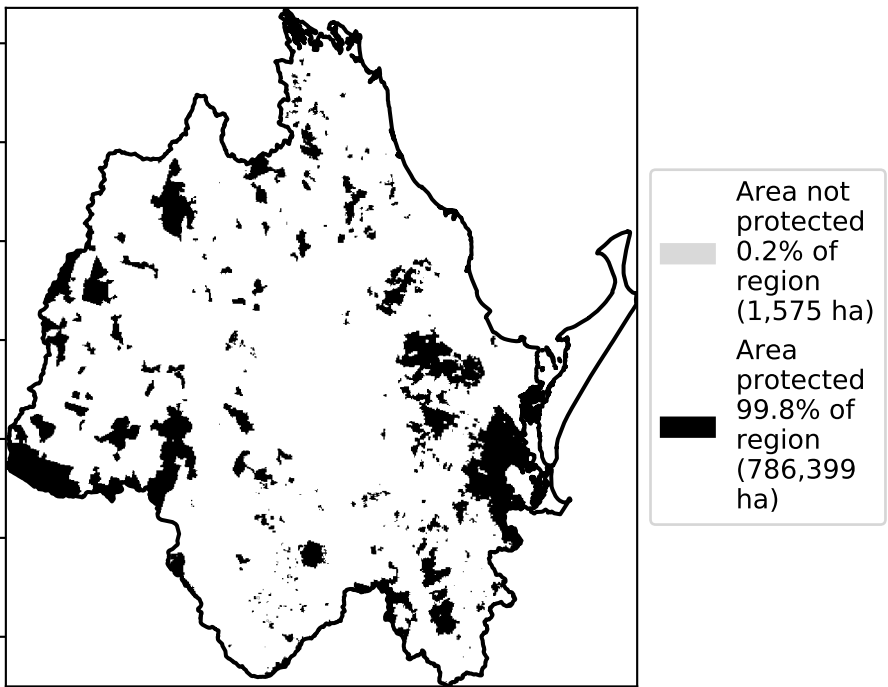 Area not
protected
0.2% of
region
(1,575 ha)
Area
protected
99.8% of
region
(786,399
ha)